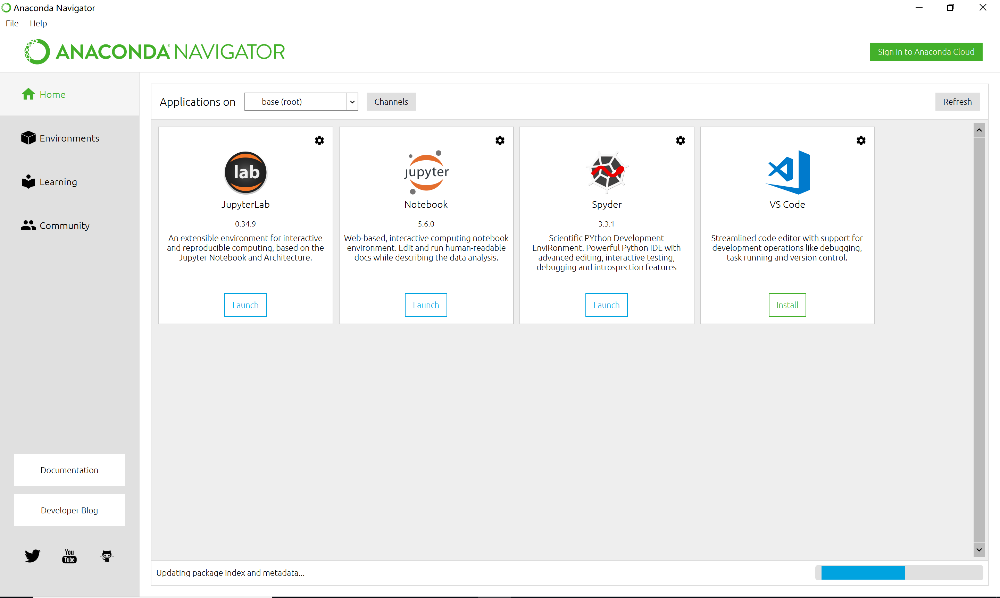 Anaconda Navigator
File Help
ANACONDA NAVIGATOR
Sign in to Anaconda Cloud
Home
Environments
Learning
Community
Documentation
Developer Blog
You
Tube
Applications on base (root) Channels Refresh
lab
JupyterLab
0.34.9
An extensible environment for interactive
and reproducible computing, based on the
Jupyter Notebook and Architecture.
Launch
jupyter
Notebook
5.6.0
Web-based, interactive computing notebook
environment. Edit and run human-readable
docs while describing the data analysis.
Launch
Spyder
3.3.1
Scientific PYthon Development
EnviRonment. Powerful Python IDE with
advanced editing, interactive testing,
debugging and introspection features
Launch
VS Code
Streamlined code editor with support for
development operations like debugging,
task running and version control.
Install
Updating package index and metadata...